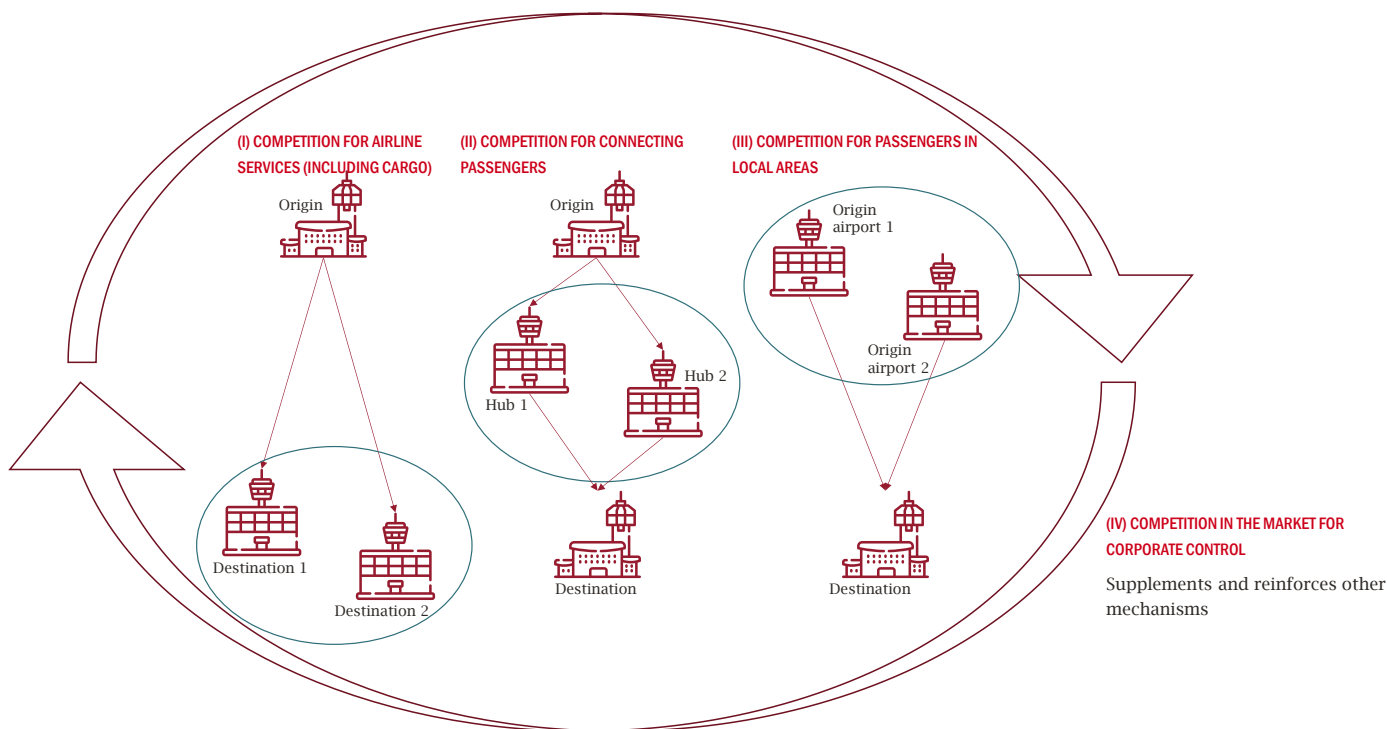 (I) COMPETITION FOR AIRLINE
SERVICES (INCLUDING CARGO)
Origin
Destination 1
Destination 2
(II) COMPETITION FOR CONNECTING
PASSENGERS
Origin
Hub 1
Hub 2
Destination
(III) COMPETITION FOR PASSENGERS IN
LOCAL AREAS
Origin
airport 1
Origin
airport 2
Destination
(IV) COMPETITION IN THE MARKET FOR
CORPORATE CONTROL
Supplements and reinforces other
mechanisms